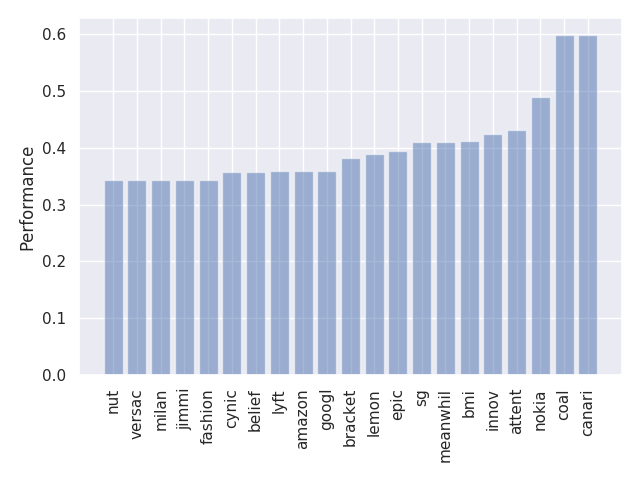 0.6
0.5
0.4
0.3
0.2
0.1
0.0
Performance
nut
versac
milan
jimmi
fashion
cynic
belief
lyft
amazon
googl
bracket
lemon
epic
sg
meanwhil
bmi
innov
attent
nokia
coal
canari